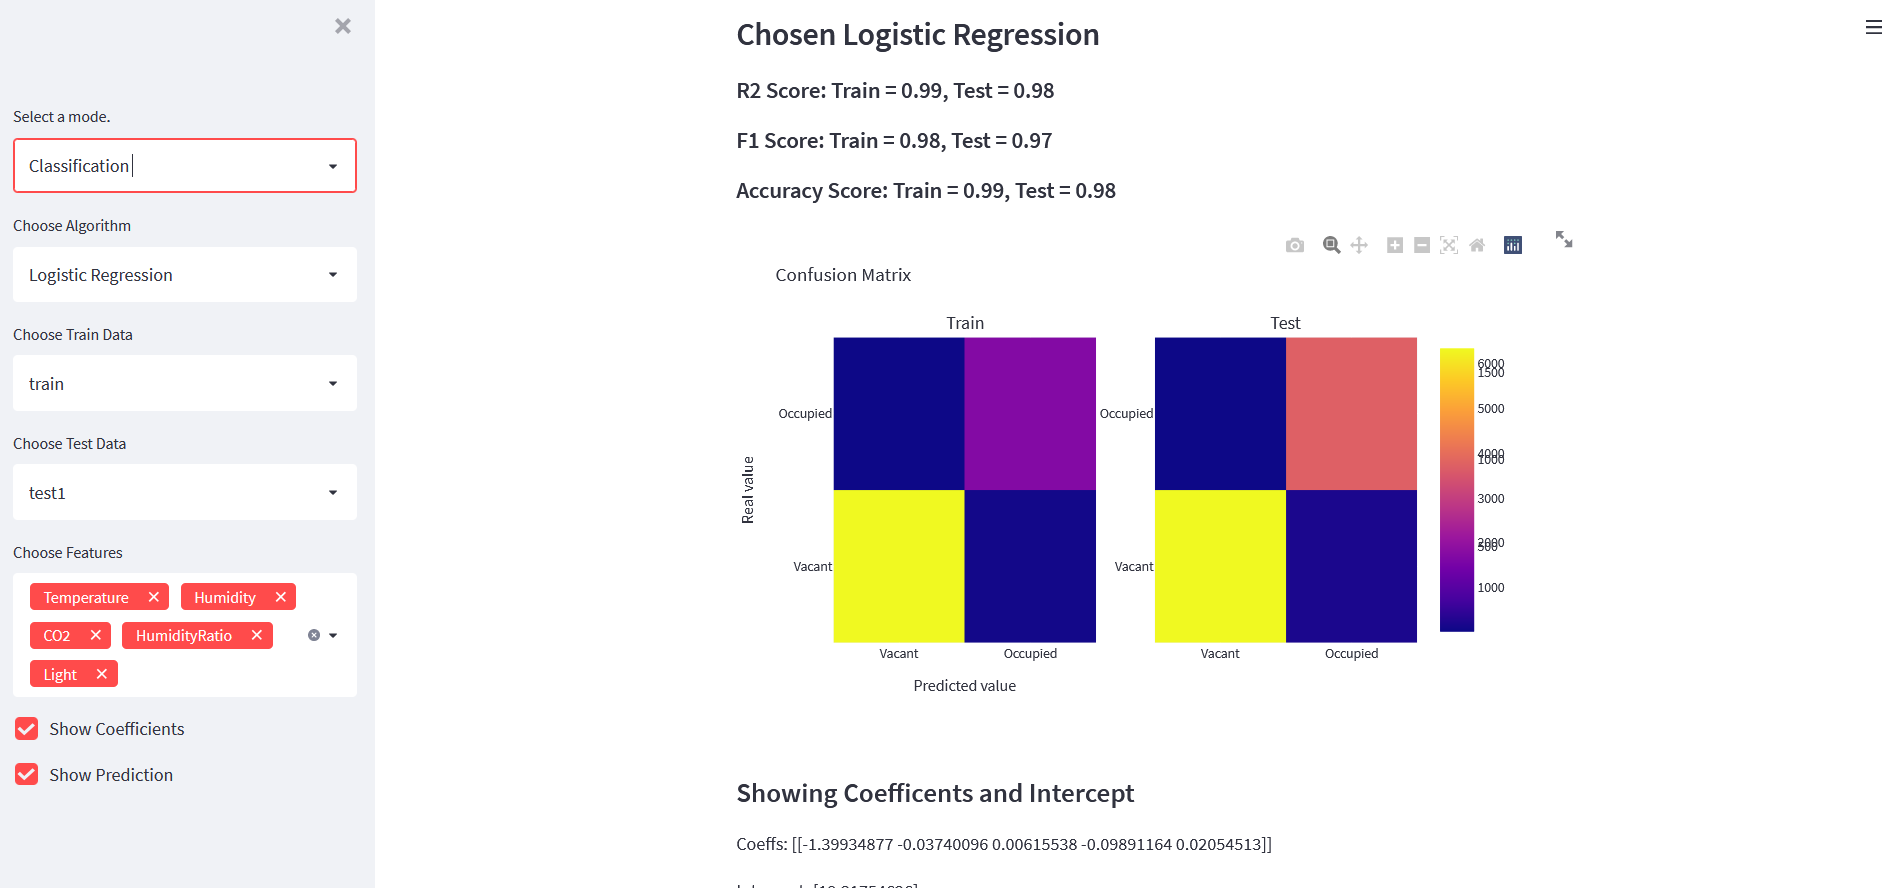 Select a mode.
Classification
Choose Algorithm
Logistic Regression
Choose Train Data
train
Choose Test Data
test1
Choose Features
Temperature
Humidity
CO2
HumidityRatio
Light
Show Coefficients
Show Prediction
Chosen Logistic Regression
R2 Score: Train = 0.99, Test = 0.98
F1 Score: Train = 0.98, Test = 0.97
Accuracy Score: Train = 0.99, Test = 0.98
Confusion Matrix
Train
Test
Occupied
Vacant
Real value
Vacant
Occupied
Predicted value
Occupied
Vacant
Vacant
Occupied
6000
1500
5000
4000
1000
3000
2000
500
1000
Showing Coefficents and Intercept
Coeffs: [[-1.39934877 -0.03740096 0.00615538 -0.09891164 0.02054513]]